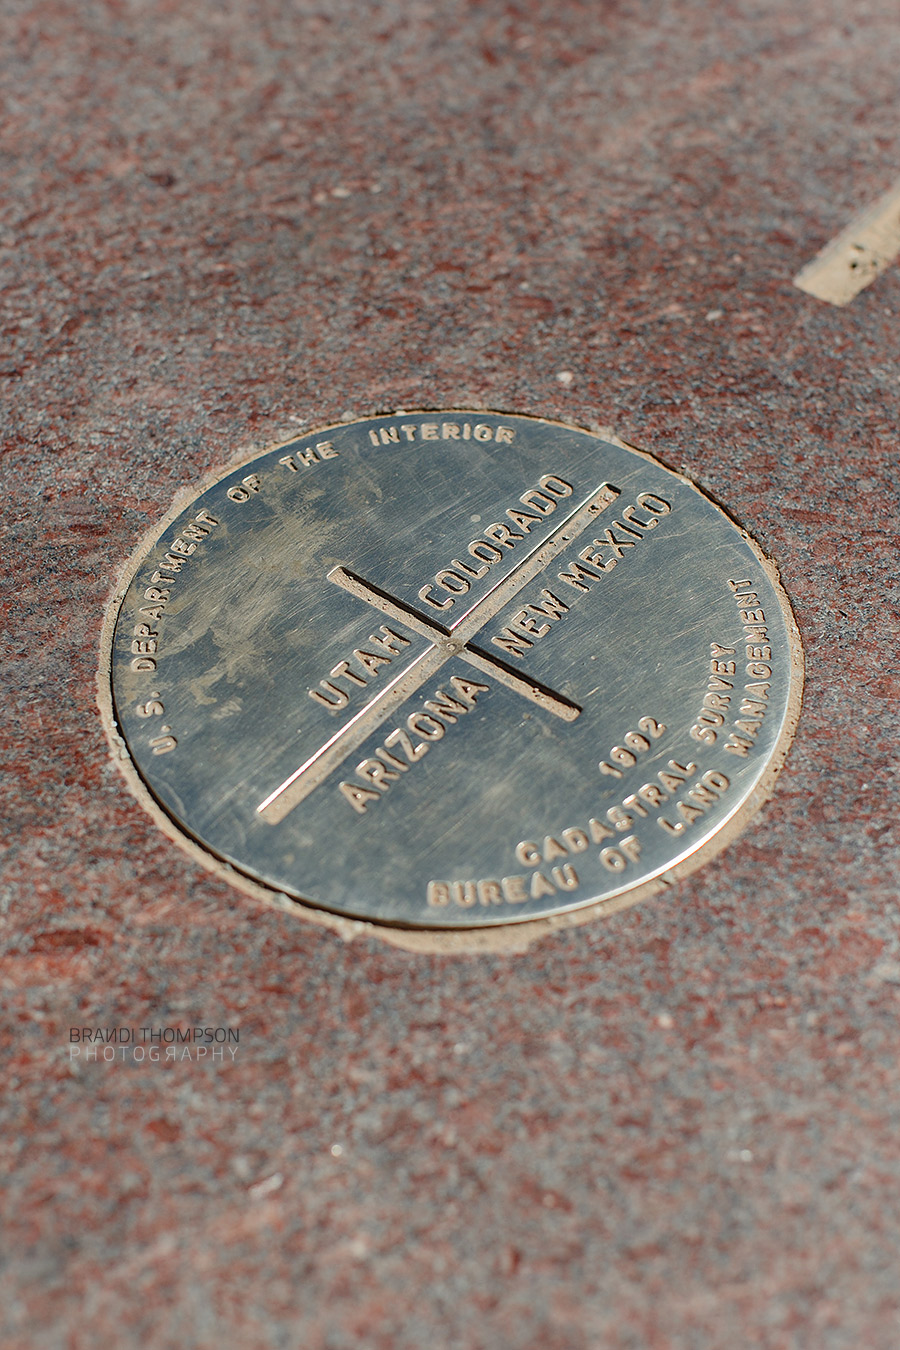 U. S. DEPARTMENT OF THE INTERIOR
UTAH COLORADO
ARIZONA NEW MEXICO
1992
CADASTRAL SURVEY
BUREAU OF LAND MANAGEMENT
BRANDI THOMPSON
PHOTOGRAPHY